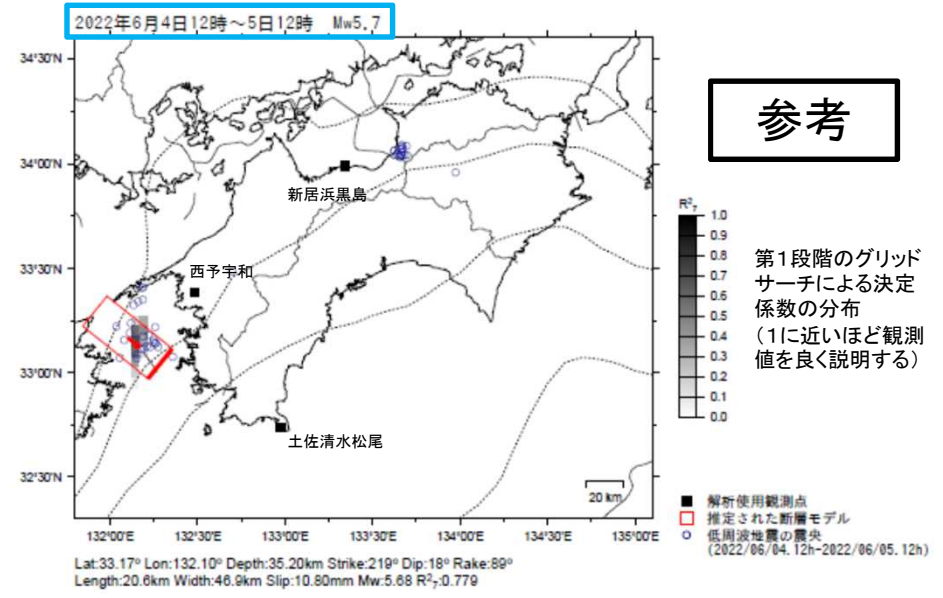 2022年6月4日12時～5日12時 Mw5.7
参考
34°30'N
34°00'N
33°30'N
33°00'N
32°30'N
新居浜黒島
西予宇和
土佐清水松尾
20 km
132°00'E 132°30'E 133°00'E 133°30'E 134°00'E 134°30'E 135°00'E
R²₇
1.0
0.9
0.8
0.7
0.6
0.5
0.4
0.3
0.2
0.1
0.0
第1段階のグリッド
サーチによる決定
係数の分布
（1に近いほど観測
値を良く説明する）
解析使用観測点
推定された断層モデル
低周波地震の震央
(2022/06/04.12h-2022/06/05.12h)
Lat:33.17° Lon:132.10° Depth:35.20km Strike:219° Dip:18° Rake:89°
Length:20.6km Width:46.9km Slip:10.80mm Mw:5.68 R²₇:0.779